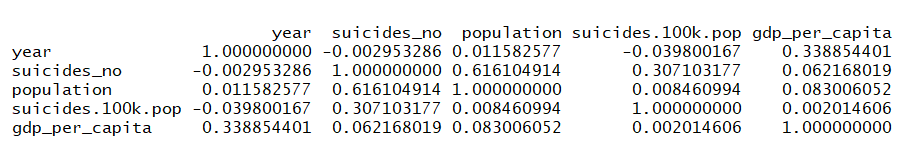 year suicides_no population suicides.100k.pop gdp_per_capita
year 1.000000000 -0.002953286 0.011582577 -0.039800167 0.338854401
suicides_no -0.002953286 1.000000000 0.616104914 0.307103177 0.062168019
population 0.011582577 0.616104914 1.000000000 0.008460994 0.083006052
suicides.100k.pop -0.039800167 0.307103177 0.008460994 1.000000000 0.002014606
gdp_per_capita 0.338854401 0.062168019 0.083006052 0.002014606 1.000000000